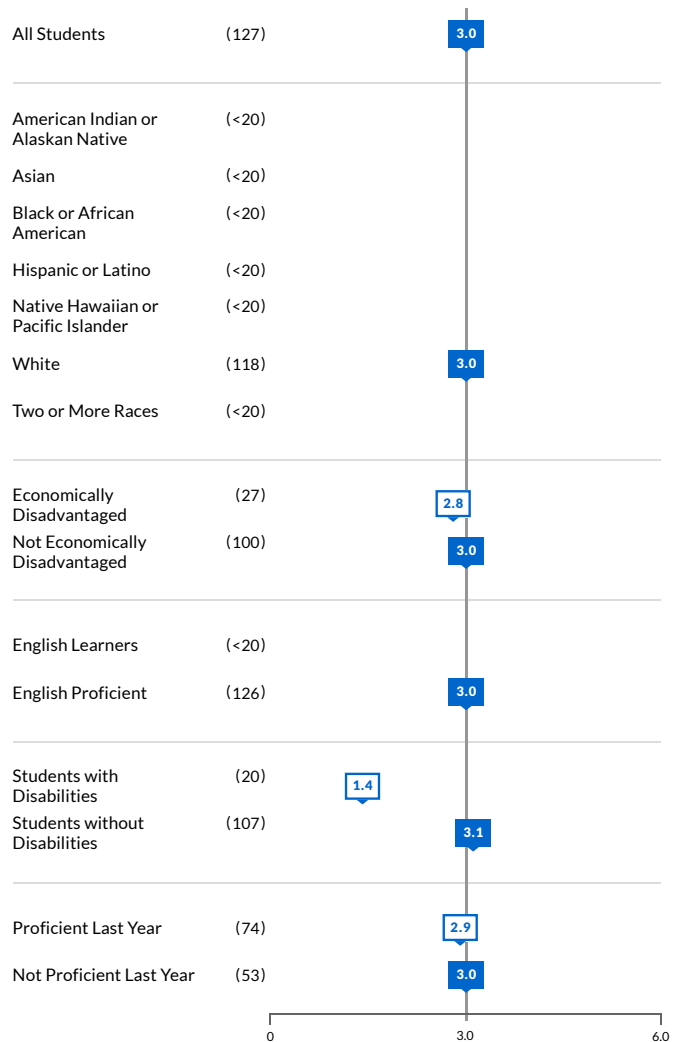 All Students (127) 3.0
American Indian or (<20)
Alaskan Native
Asian (<20)
Black or African (<20)
American
Hispanic or Latino (<20)
Native Hawaiian or (<20)
Pacific Islander
White (118) 3.0
Two or More Races (<20)
Economically (27) 2.8
Disadvantaged
Not Economically (100) 3.0
Disadvantaged
English Learners (<20)
English Proficient (126) 3.0
Students with (20) 1.4
Disabilities
Students without (107) 3.1
Disabilities
Proficient Last Year (74) 2.9
Not Proficient Last Year (53) 3.0
0 3.0 6.0